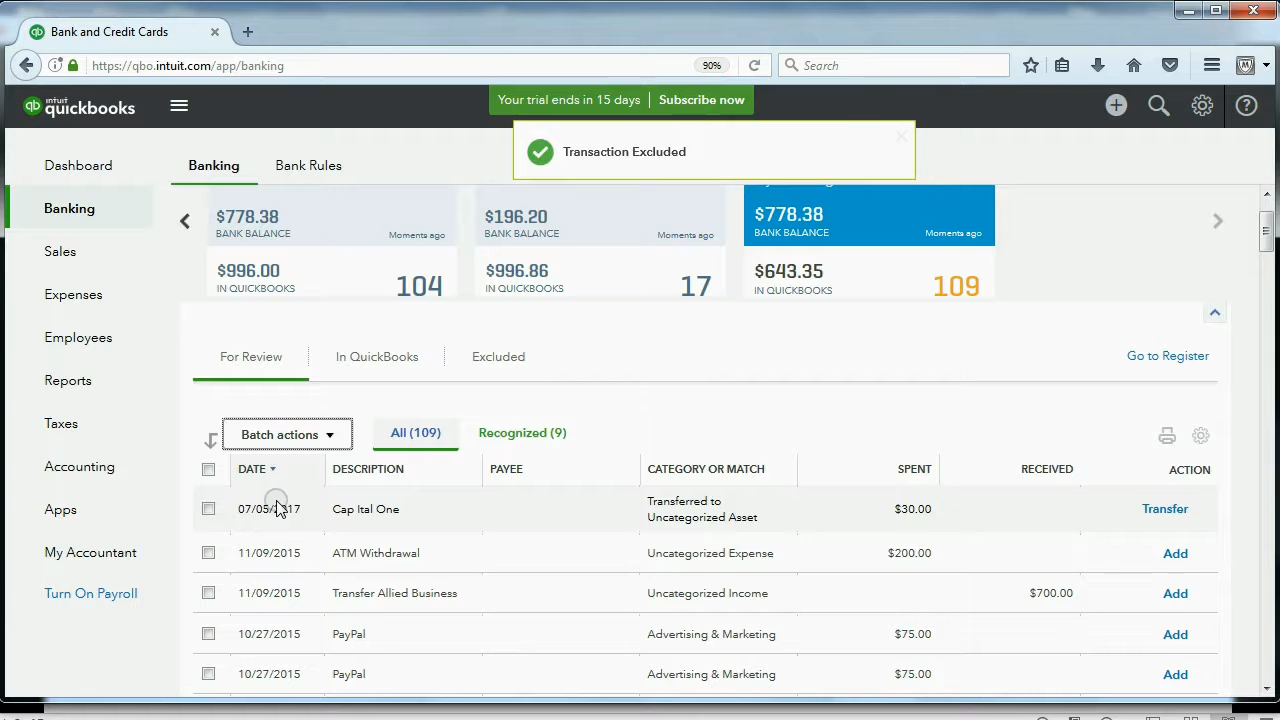 Bank and Credit Cards
https://qbo.intuit.com/app/banking
90%
Search
intuit
quickbooks
Your trial ends in 15 days
Subscribe now
Transaction Excluded
Dashboard
Banking
Sales
Expenses
Employees
Reports
Taxes
Accounting
Apps
My Accountant
Turn On Payroll
Banking
Bank Rules
$778.38
BANK BALANCE
Moments ago
$996.00
IN QUICKBOOKS
104
$196.20
BANK BALANCE
Moments ago
$996.86
IN QUICKBOOKS
17
$778.38
BANK BALANCE
Moments ago
$643.35
IN QUICKBOOKS
109
For Review
In QuickBooks
Excluded
Go to Register
Batch actions
All (109)
Recognized (9)
DATE DESCRIPTION PAYEE CATEGORY OR MATCH SPENT RECEIVED ACTION
Cap Ital One Transferred to Uncategorized Asset $30.00 Transfer
11/09/2015 ATM Withdrawal Uncategorized Expense $200.00 Add
11/09/2015 Transfer Allied Business Uncategorized Income $700.00 Add
10/27/2015 PayPal Advertising & Marketing $75.00 Add
10/27/2015 PayPal Advertising & Marketing $75.00 Add